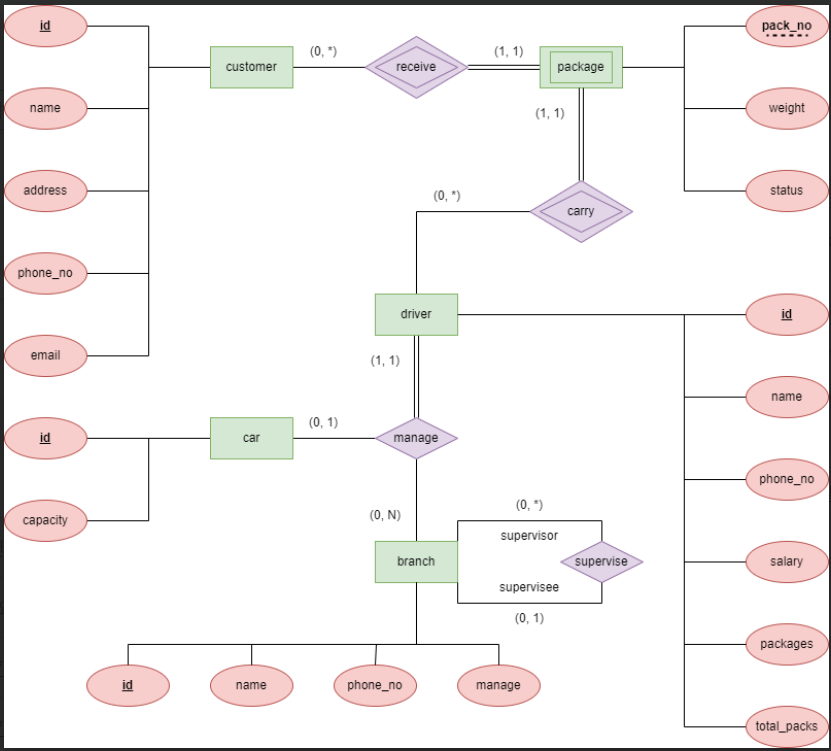 id
pack_no
customer
(0, *)
receive
(1, 1)
package
name
weight
(1, 1)
address
status
(0, *)
carry
phone_no
driver
id
email
(1, 1)
name
id
car
(0, 1)
manage
phone_no
capacity
(0, N)
(0, *)
supervisor
branch
supervise
salary
supervisee
(0, 1)
packages
id
name
phone_no
manage
total_packs